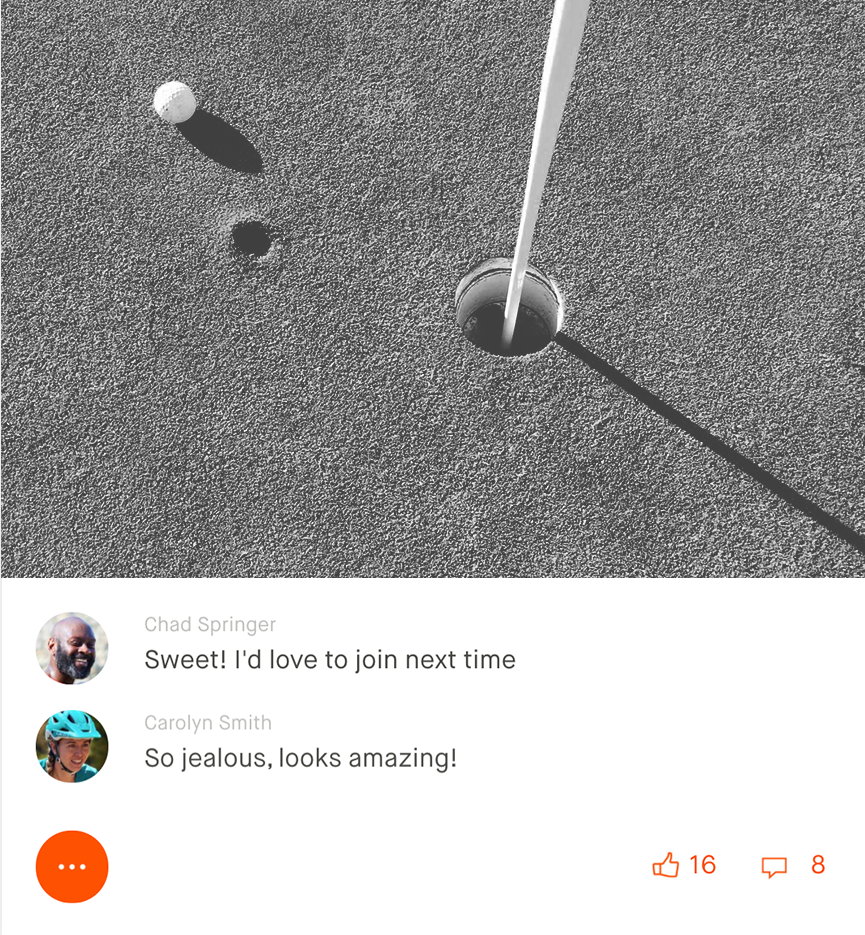 Chad Springer
Sweet! I'd love to join next time
Carolyn Smith
So jealous, looks amazing!
16 8